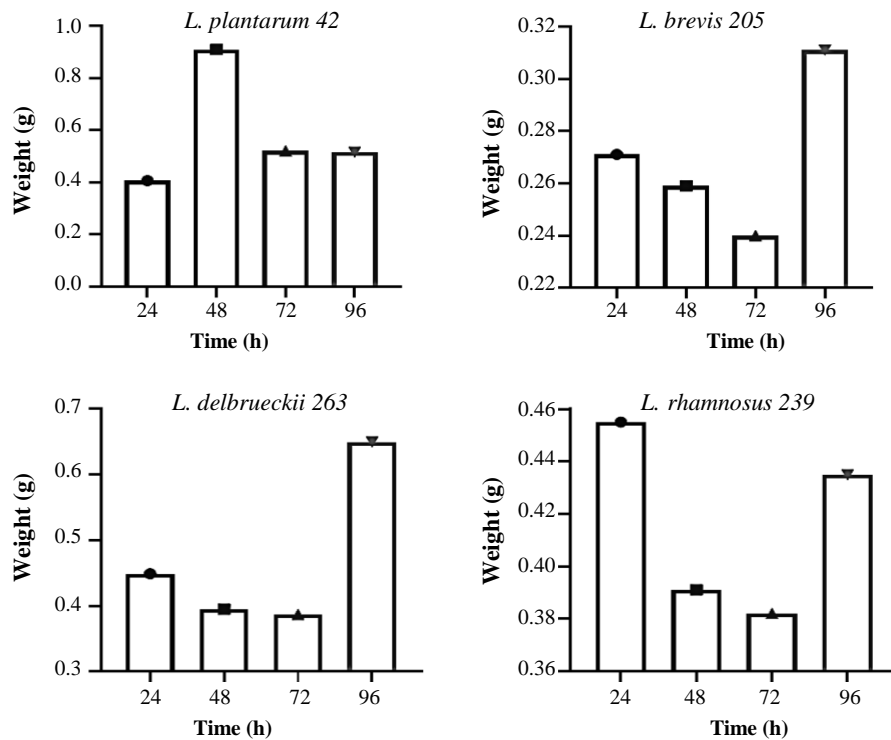 L. plantarum 42
Weight (g)
1.0
0.8
0.6
0.4
0.2
0.0
24 48 72 96
Time (h)
L. brevis 205
Weight (g)
0.32
0.30
0.28
0.26
0.24
0.22
24 48 72 96
Time (h)
L. delbrueckii 263
Weight (g)
0.7
0.6
0.5
0.4
0.3
24 48 72 96
Time (h)
L. rhamnosus 239
Weight (g)
0.46
0.44
0.42
0.40
0.38
0.36
24 48 72 96
Time (h)